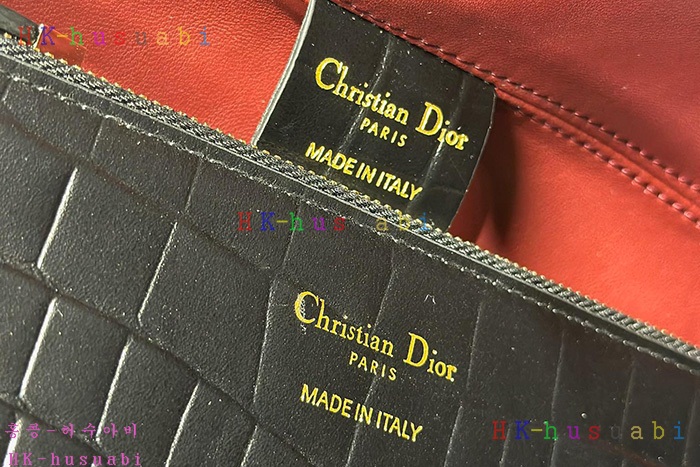 HK-husuabi
Christian Dior
PARIS
MADE IN ITALY
HK-husuabi
Christian Dior
PARIS
MADE IN ITALY
홍콩-허수아비
HK-husuabi
HK-husuabi